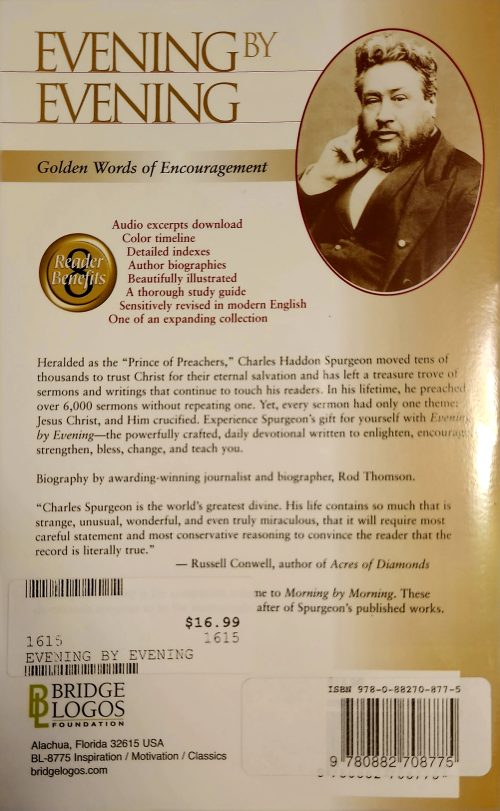 EVENING BY
EVENING
Golden Words of Encouragement
8
Reader
Benefits
Audio excerpts download
Color timeline
Detailed indexes
Author biographies
Beautifully illustrated
A thorough study guide
Sensitively revised in modern English
One of an expanding collection
Heralded as the “Prince of Preachers,” Charles Haddon Spurgeon moved tens of
thousands to trust Christ for their eternal salvation and has left a treasure trove of
sermons and writings that continue to touch his readers. In his lifetime, he preached
over 6,000 sermons without repeating one. Yet, every sermon had only one theme:
Jesus Christ, and Him crucified. Experience Spurgeon’s gift for yourself with Evening
by Evening—the powerfully crafted, daily devotional written to enlighten, encourage,
strengthen, bless, change, and teach you.
Biography by awarding-winning journalist and biographer, Rod Thomson.
“Charles Spurgeon is the world’s greatest divine. His life contains so much that is
strange, unusual, wonderful, and even truly miraculous, that it will require most
careful statement and most conservative reasoning to convince the reader that the
record is literally true.”
— Russell Conwell, author of Acres of Diamonds
to Morning by Morning. These
after of Spurgeon’s published works.
$16.99
1615 1615
EVENING BY EVENING
BL BRIDGE
LOGOS
FOUNDATION
Alachua, Florida 32615 USA
BL-8775 Inspiration / Motivation / Classics
bridgelogos.com
ISBN 978-0-88270-877-5
9 780882 708775